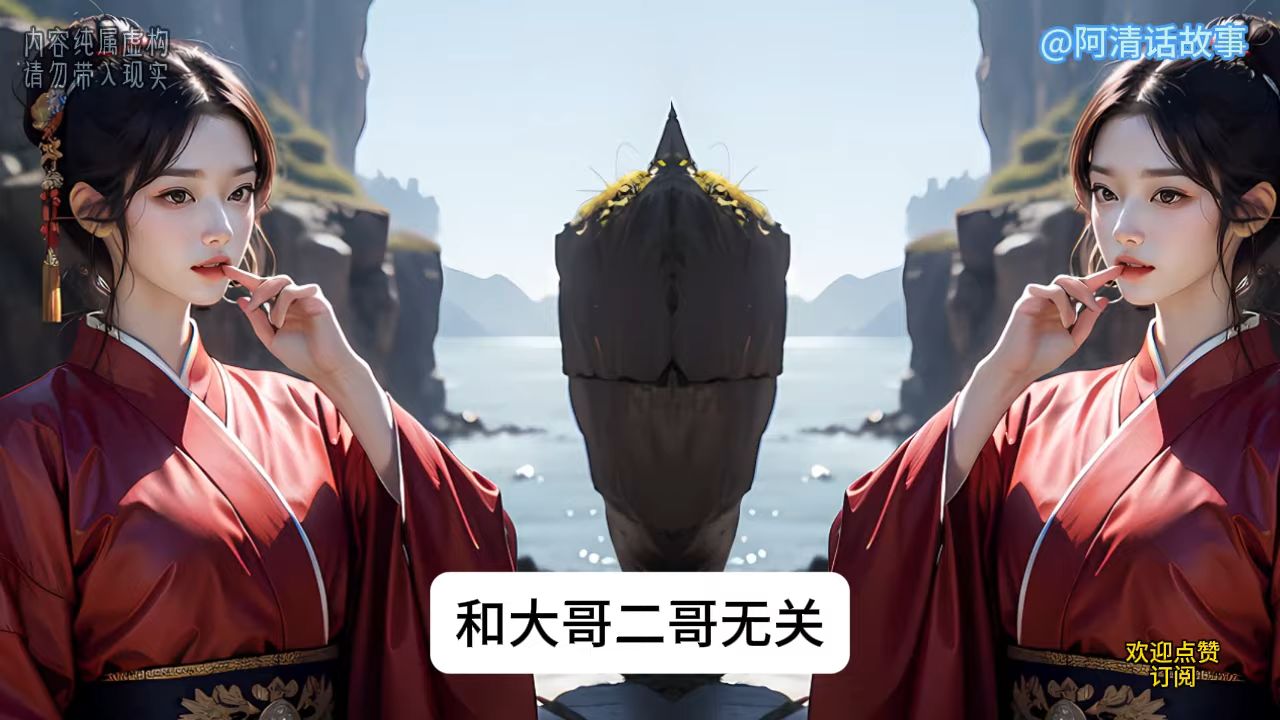 内容纯属虚构
请勿带入现实
@阿清话故事
和大哥二哥无关
欢迎点赞
订阅